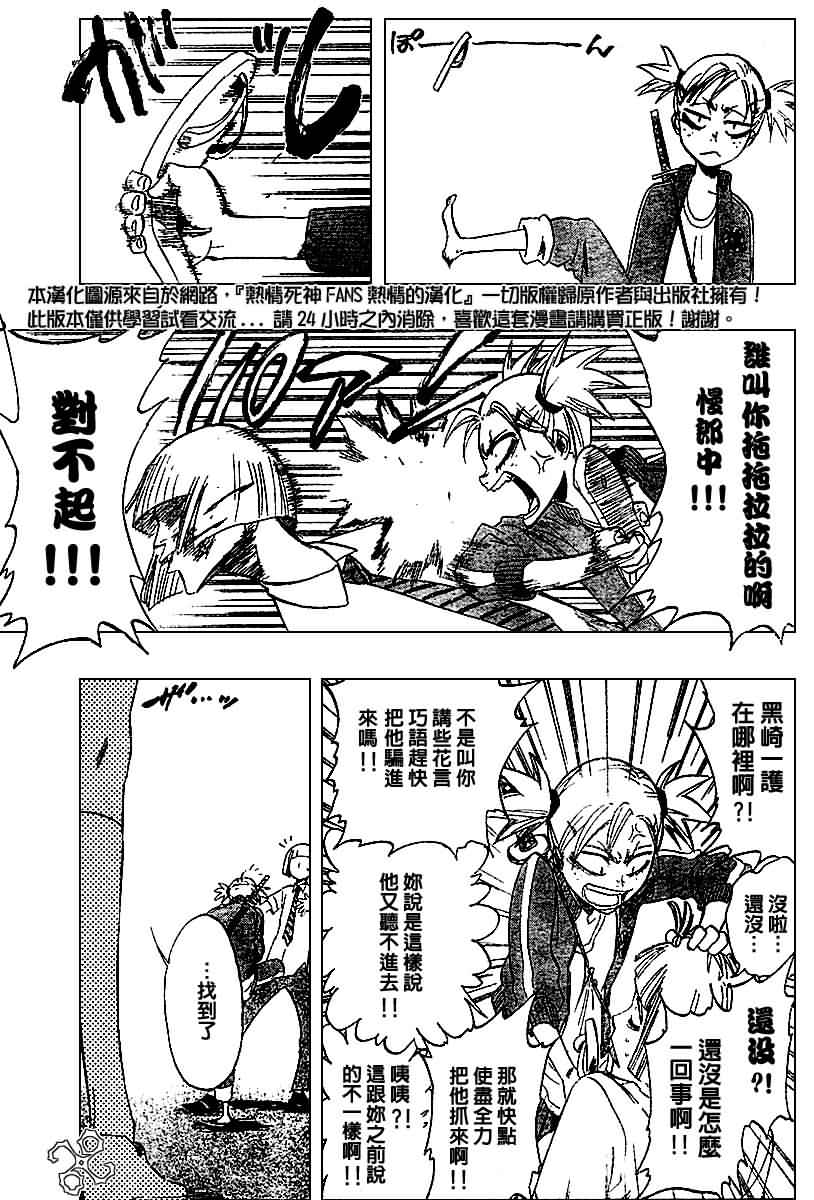 ぽーーーん
ガシ
本漢化圖源來自於網路，『熱情死神 FANS 熱情的漢化』一切版權歸原作者與出版社擁有！
此版本僅供學習試看交流... 請 24 小時之內消除，喜歡這套漫畫請購買正版！謝謝。
誰叫你拖拖拉拉的啊
慢郎中!!!
對不起!!!
黑崎一護
在哪裡啊?!
沒啦…
還沒…
還沒?!
還沒是怎麼
一回事啊!!
不是叫你
講些花言
巧語趕快
把他騙進
來嗎!!
妳說是這樣說
他又聽不進去!!
那就快點
使盡全力
把他抓來啊!!
咦咦?!
這跟妳之前說
的不一樣啊!!
…找到
了